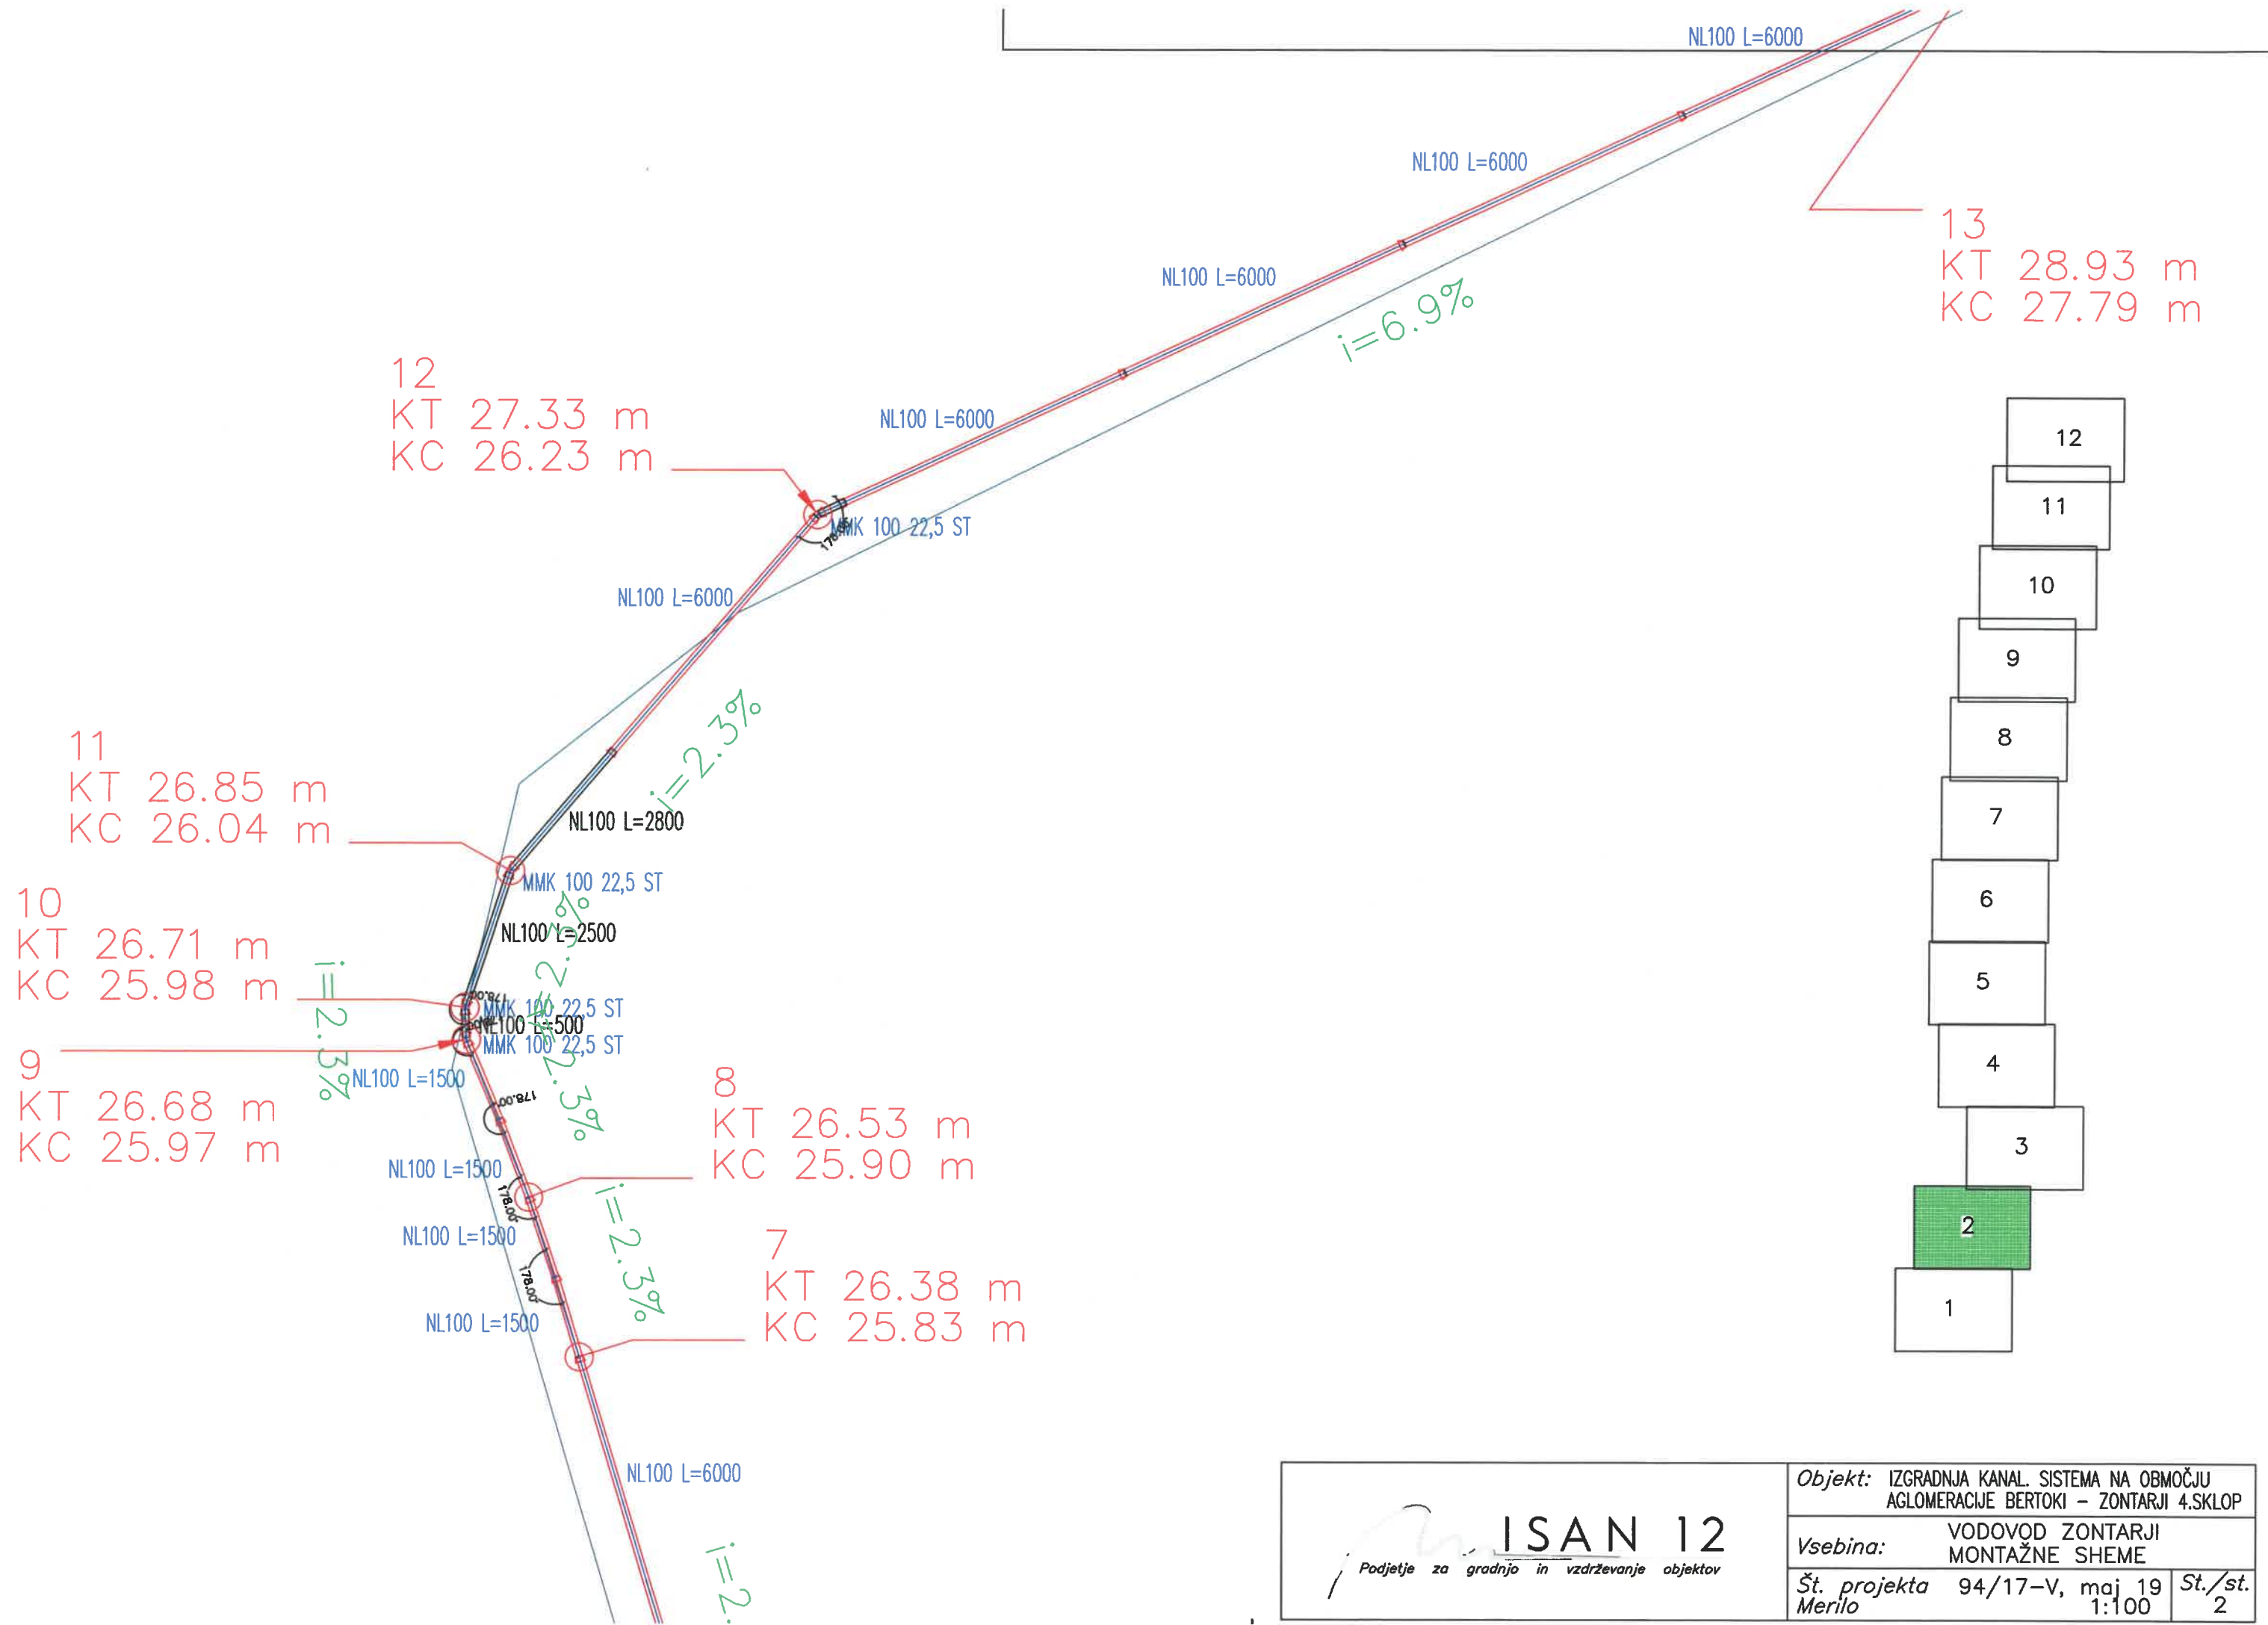 NL100 L=6000
NL100 L=6000
13
KT 28.93 m
KC 27.79 m
NL100 L=6000
i=6.9%
12
KT 27.33 m
KC 26.23 m
NL100 L=6000
MMK 100 22,5 ST
NL100 L=6000
i=2.3%
11
KT 26.85 m
KC 26.04 m
NL100 L=2800
MMK 100 22,5 ST
10
KT 26.71 m
KC 25.98 m
NL100 L=2500
i=2.3%
i=2.3%
178.00°
MMK 100 22,5 ST
NL100 L=500
MMK 100 22,5 ST
i=2.3%
9
KT 26.68 m
KC 25.97 m
NL100 L=1500
178.00°
8
KT 26.53 m
KC 25.90 m
NL100 L=1500
178.00°
NL100 L=1500
i=2.3%
178.00°
7
KT 26.38 m
KC 25.83 m
NL100 L=1500
NL100 L=6000
i=2.
12
11
10
9
8
7
6
5
4
3
2
1
ISAN 12
Podjetje za gradnjo in vzdrževanje objektov
Objekt: IZGRADNJA KANAL. SISTEMA NA OBMOČJU
AGLOMERACIJE BERTOKI – ZONTARJI 4.SKLOP
Vsebina: VODOVOD ZONTARJI
MONTAŽNE SHEME
Št. projekta 94/17-V, maj 19
Merilo 1:100
St./st.
2